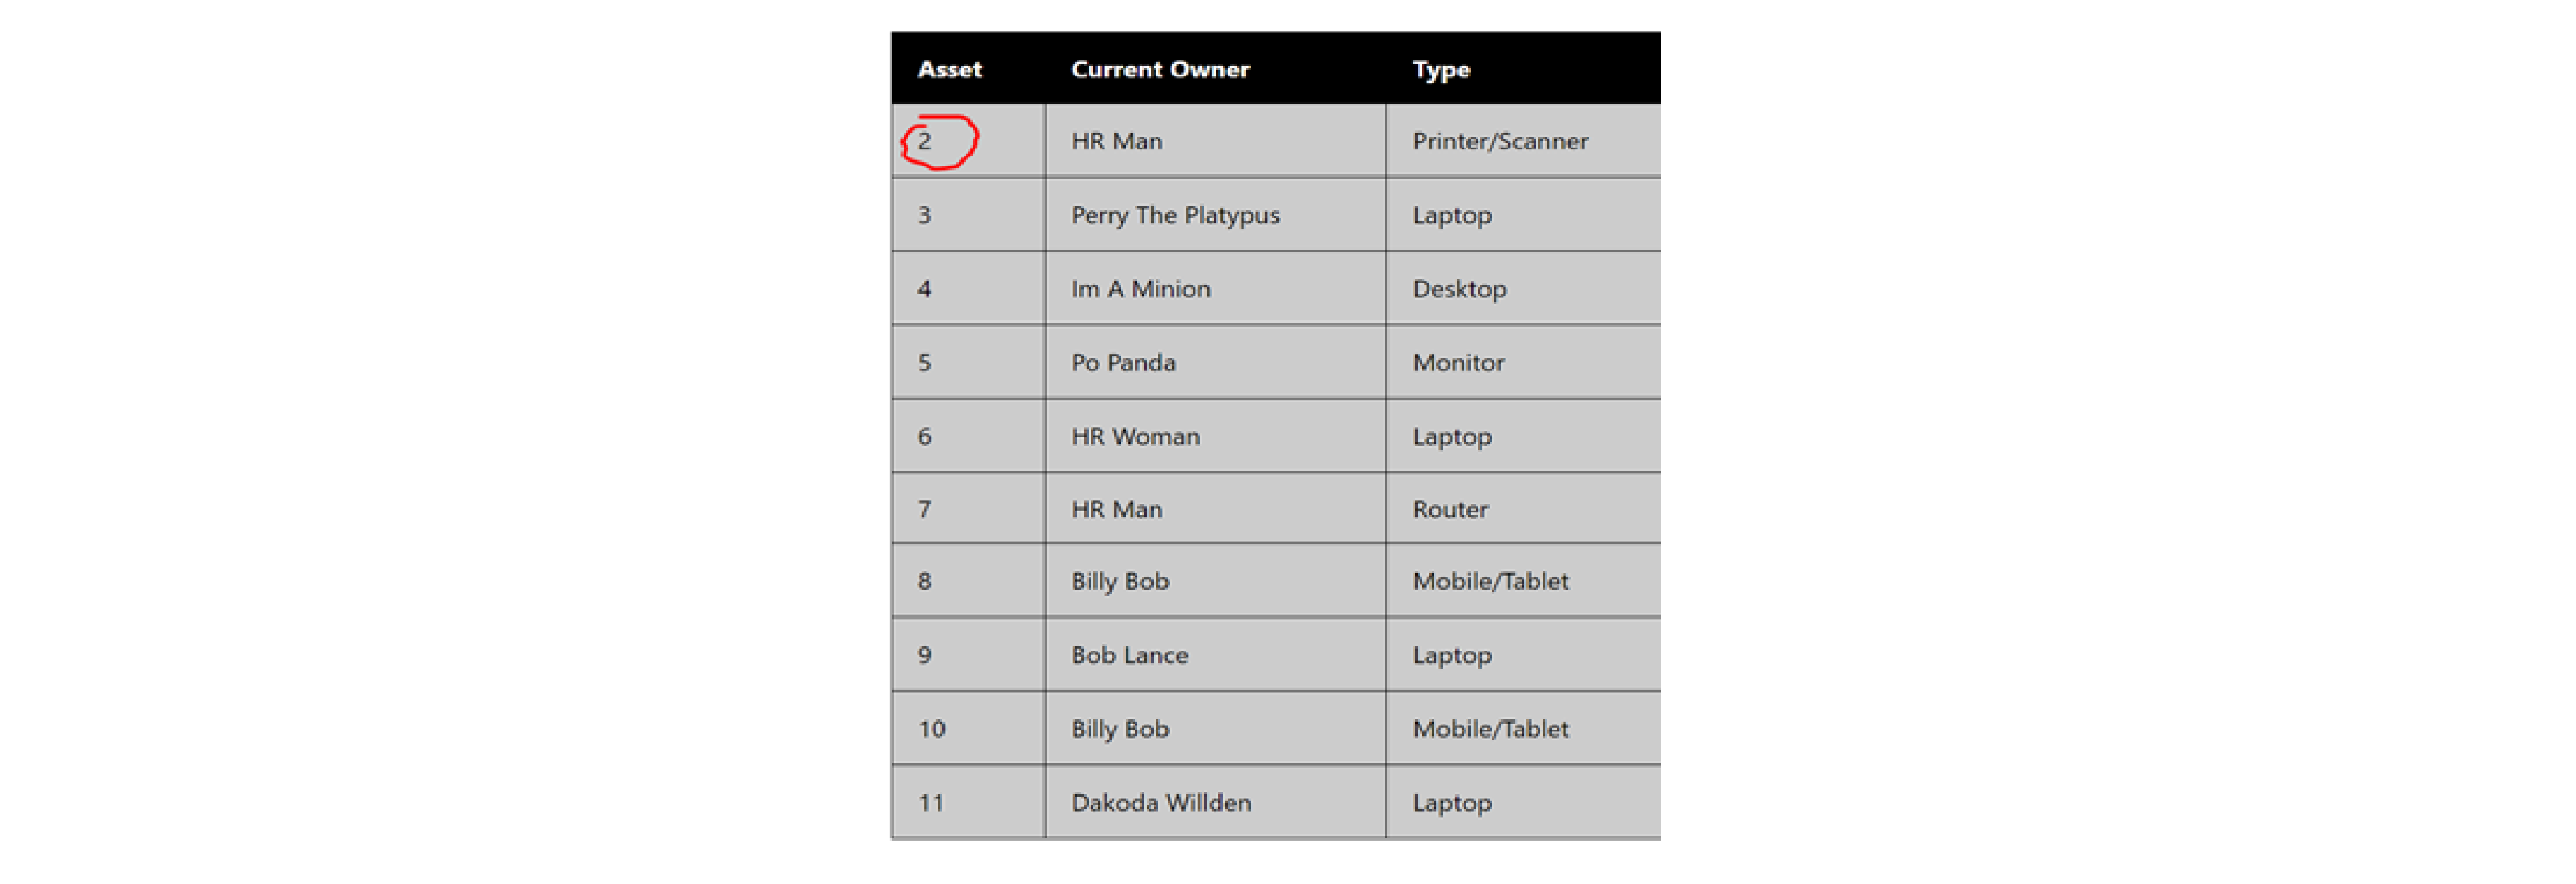 Asset Current Owner Type
2 HR Man Printer/Scanner
3 Perry The Platypus Laptop
4 Im A Minion Desktop
5 Po Panda Monitor
6 HR Woman Laptop
7 HR Man Router
8 Billy Bob Mobile/Tablet
9 Bob Lance Laptop
10 Billy Bob Mobile/Tablet
11 Dakoda Willden Laptop